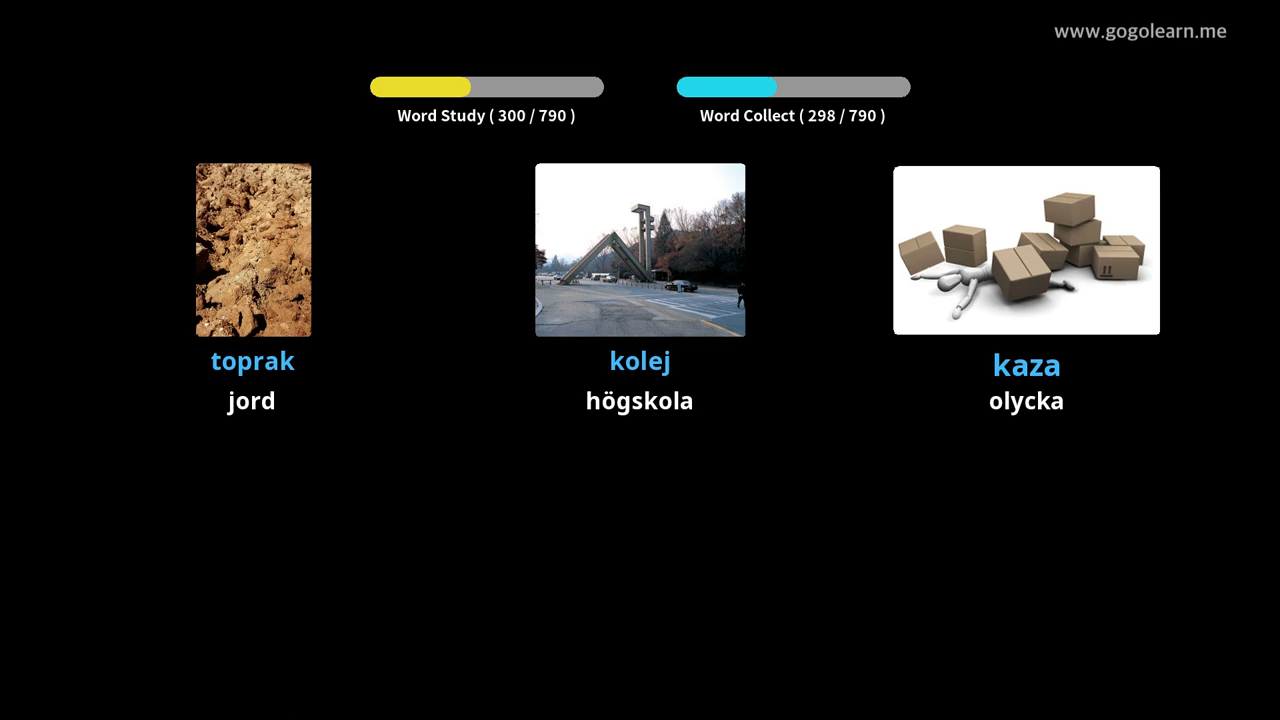 www.gogolearn.me
Word Study ( 300 / 790 )
Word Collect ( 298 / 790 )
toprak
jord
kolej
högskola
kaza
olycka